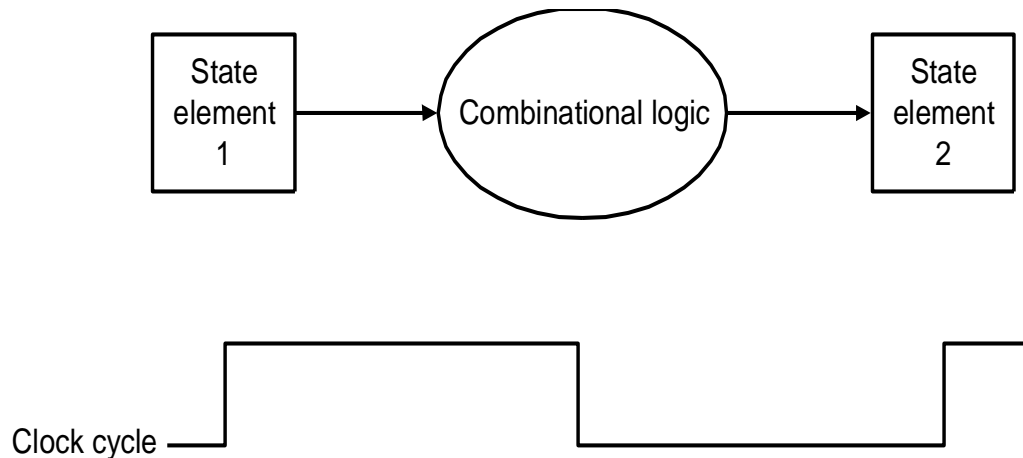 State
element
1
Combinational logic
State
element
2
Clock cycle